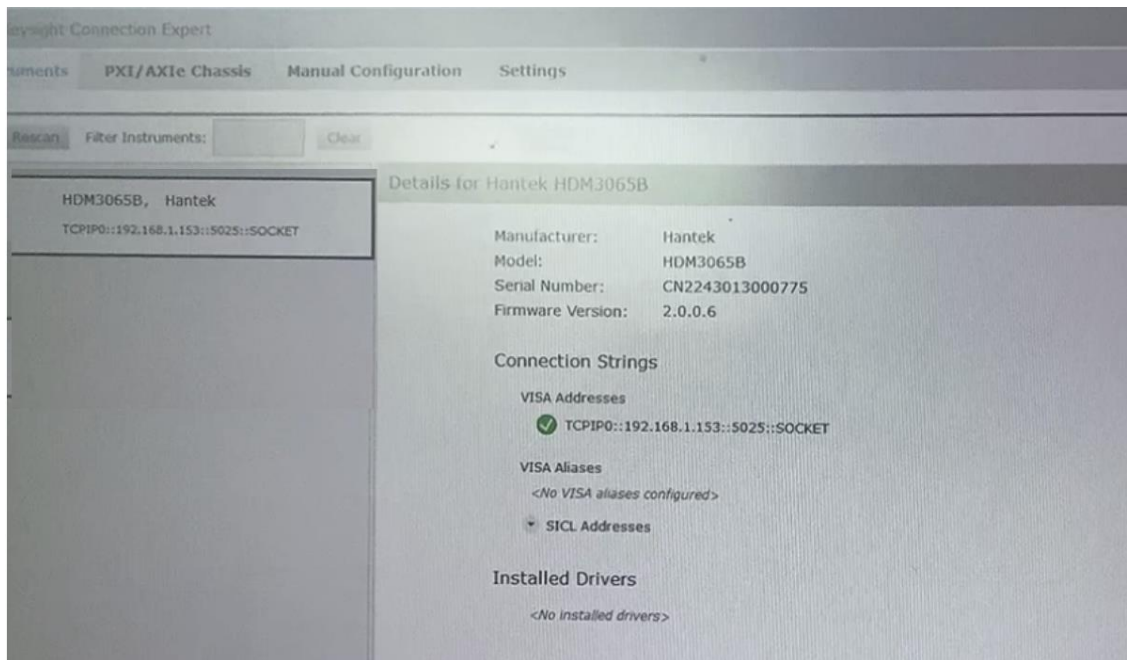 Connection Expert
PXI/AXIe Chassis Manual Configuration Settings
Rescan Filter Instruments: Clear
HDM3065B, Hantek
TCPIP0::192.168.1.153::5025::SOCKET
Details for Hantek HDM3065B
Manufacturer: Hantek
Model: HDM3065B
Serial Number: CN2243013000775
Firmware Version: 2.0.0.6
Connection Strings
VISA Addresses
TCPIP0::192.168.1.153::5025::SOCKET
VISA Aliases
<No VISA aliases configured>
SICL Addresses
Installed Drivers
<No installed drivers>